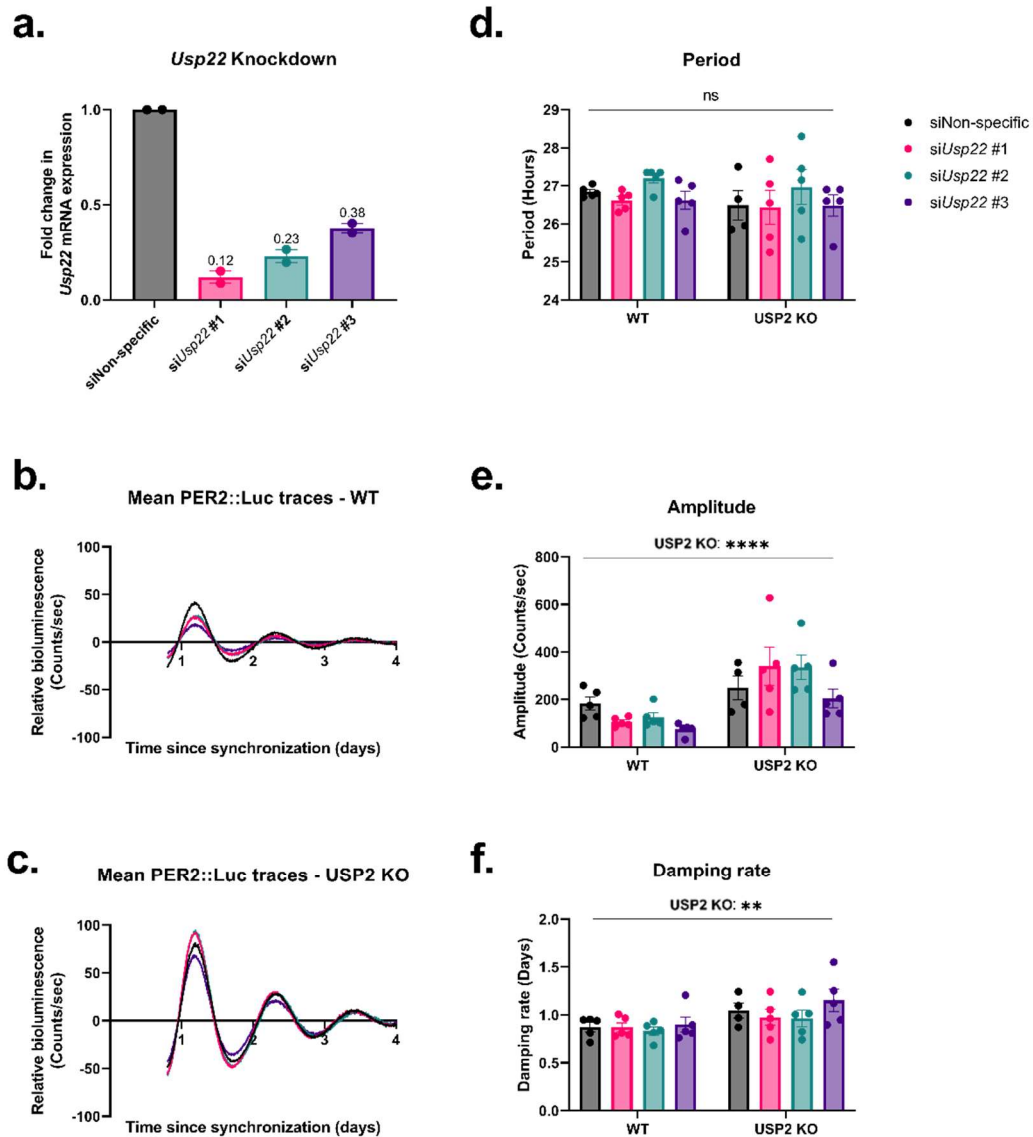 a.
Usp22 Knockdown
Fold change in
Usp22 mRNA expression
1.0
0.5
0.0
0.12
0.23
0.38
siNon-specific
siUsp22 #1
siUsp22 #2
siUsp22 #3
d.
Period
ns
Period (Hours)
29
28
27
26
25
24
WT
USP2 KO
siNon-specific
siUsp22 #1
siUsp22 #2
siUsp22 #3
b.
Mean PER2::Luc traces - WT
Relative bioluminescence
(Counts/sec)
100
50
0
-50
-100
1
2
3
4
Time since synchronization (days)
e.
Amplitude
USP2 KO: ****
Amplitude (Counts/sec)
800
600
400
200
0
WT
USP2 KO
c.
Mean PER2::Luc traces - USP2 KO
Relative bioluminescence
(Counts/sec)
100
50
0
-50
-100
1
2
3
4
Time since synchronization (days)
f.
Damping rate
USP2 KO: **
Damping rate (Days)
2.0
1.5
1.0
0.5
0.0
WT
USP2 KO